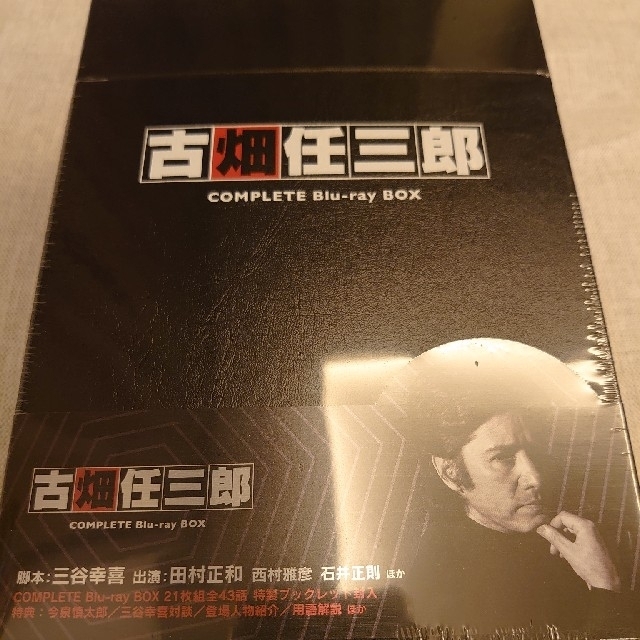 古畑任三郎
COMPLETE Blu-ray BOX
古畑任三郎
COMPLETE Blu-ray BOX
脚本:三谷幸喜 出演:田村正和 西村雅彦 石井正則 ほか
COMPLETE Blu-ray BOX 21枚組全43話 特製ブックレット封入
特典:今泉慎太郎/三谷幸喜対談/登場人物紹介/用語解説 ほか